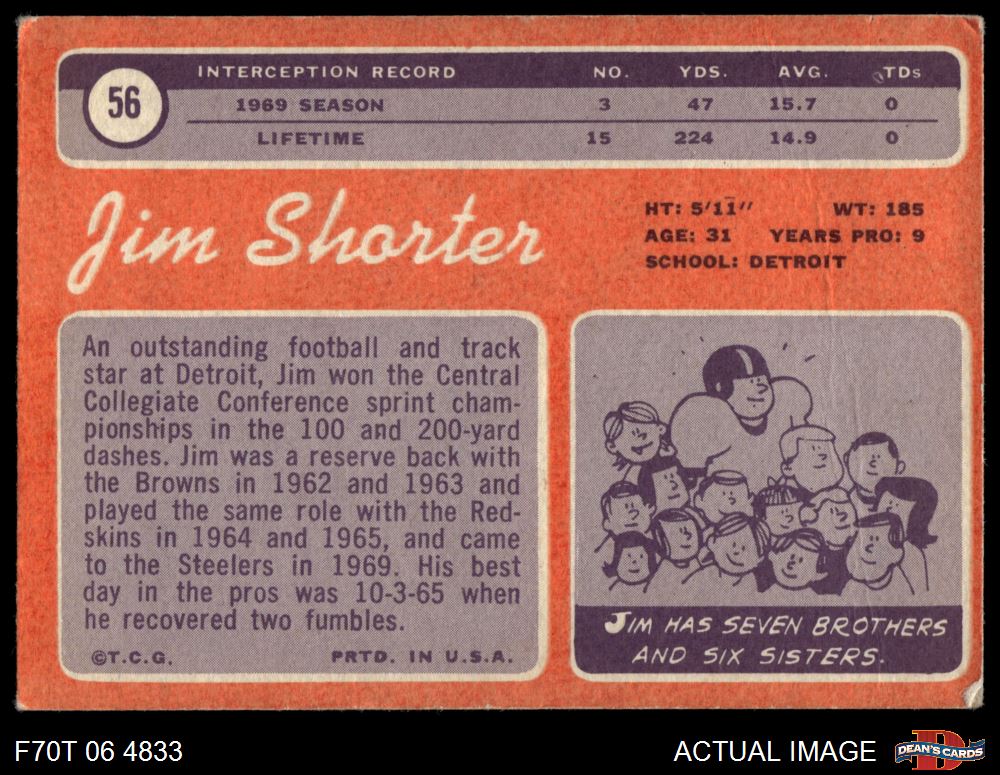 56
INTERCEPTION RECORD NO. YDS. AVG. TDs
1969 SEASON 3 47 15.7 0
LIFETIME 15 224 14.9 0
Jim Shorter
HT: 5'11" WT: 185
AGE: 31 YEARS PRO: 9
SCHOOL: DETROIT
An outstanding football and track
star at Detroit, Jim won the Central
Collegiate Conference sprint cham-
pionships in the 100 and 200-yard
dashes. Jim was a reserve back with
the Browns in 1962 and 1963 and
played the same role with the Red-
skins in 1964 and 1965, and came
to the Steelers in 1969. His best
day in the pros was 10-3-65 when
he recovered two fumbles.
©T.C.G. PRTD. IN U.S.A.
JIM HAS SEVEN BROTHERS
AND SIX SISTERS.
F70T 06 4833 ACTUAL IMAGE DEAN'S CARDS